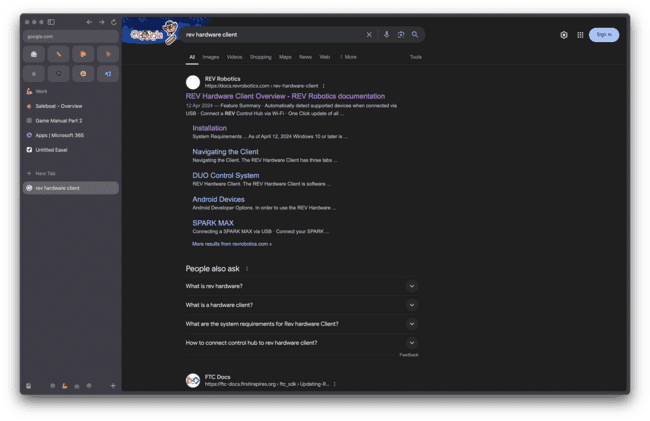 google.com
Work
Saleboat - Overview
Game Manual Part 2
Apps | Microsoft 365
Untitled Easel
New Tab
rev hardware client
Google
rev hardware client
Sign in
All Images Videos Shopping Maps News Web More Tools
REV Robotics
https://docs.revrobotics.com › rev-hardware-client
REV Hardware Client Overview - REV Robotics documentation
12 Apr 2024 — Feature Summary · Automatically detect supported devices when connected via
USB · Connect a REV Control Hub via Wi-Fi · One Click update of all ...
Installation
System Requirements ... As of April 12, 2024 Windows 10 or later is ...
Navigating the Client
Navigating the Client. The REV Hardware Client has three tabs ...
DUO Control System
REV Hardware Client. The REV Hardware Client is software ...
Android Devices
Android Developer Options. In order to use the REV Hardware ...
SPARK MAX
Connecting a SPARK MAX via USB · Connect your SPARK ...
More results from revrobotics.com »
People also ask
What is rev hardware?
What is a hardware client?
What are the system requirements for Rev hardware Client?
How to connect control hub to rev hardware client?
Feedback
FTC Docs
https://ftc-docs.firstinspires.org › ftc_sdk › Updating-R...